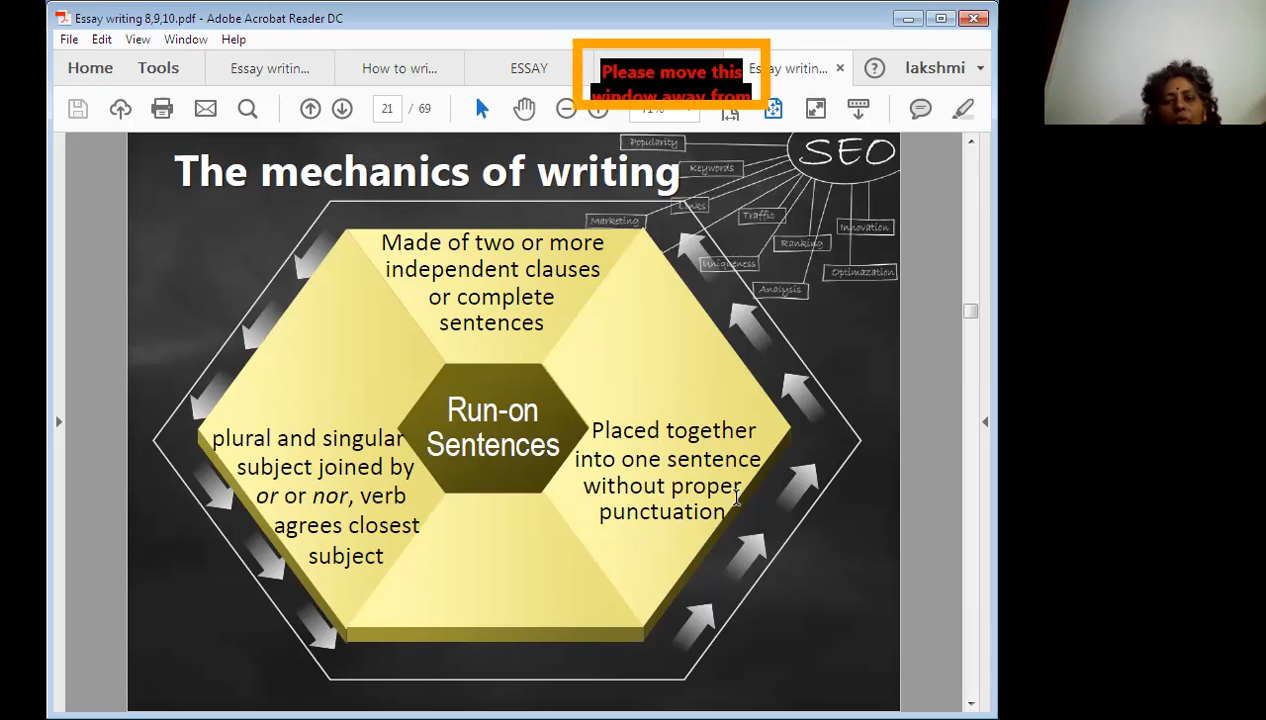 Essay writing 8,9,10.pdf - Adobe Acrobat Reader DC
File Edit View Window Help
Home Tools Essay writin... How to wri... ESSAY Essay writin... × ? lakshmi
Please move this
window away from
21 / 69
The mechanics of writing
SEO
Popularity
Keywords
Links
Marketing
Traffic
Innovation
Ranking
Uniqueness
Optimazation
Analysis
Made of two or more
independent clauses
or complete
sentences
Run-on
Sentences
plural and singular
subject joined by
or or nor, verb
agrees closest
subject
Placed together
into one sentence
without proper
punctuation